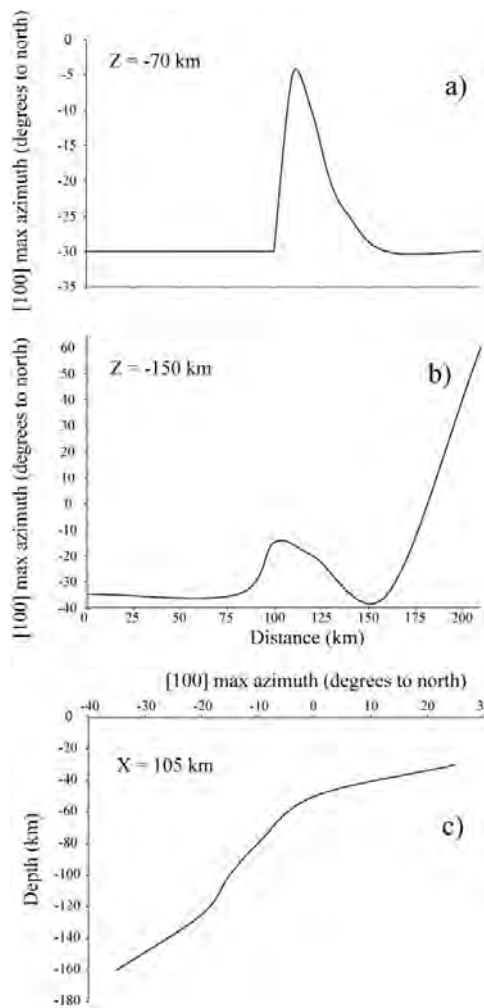 0
-5
-10
-15
-20
-25
-30
-35
[100] max azimuth (degrees to north)
Z = -70 km
a)
60
50
40
30
20
10
0
-10
-20
-30
-40
[100] max azimuth (degrees to north)
Z = -150 km
b)
0 25 50 75 100 125 150 175 200
Distance (km)
[100] max azimuth (degrees to north)
-40 -30 -20 -10 0 10 20 30
0
-20
-40
-60
-80
-100
-120
-140
-160
-180
Depth (km)
X = 105 km
c)